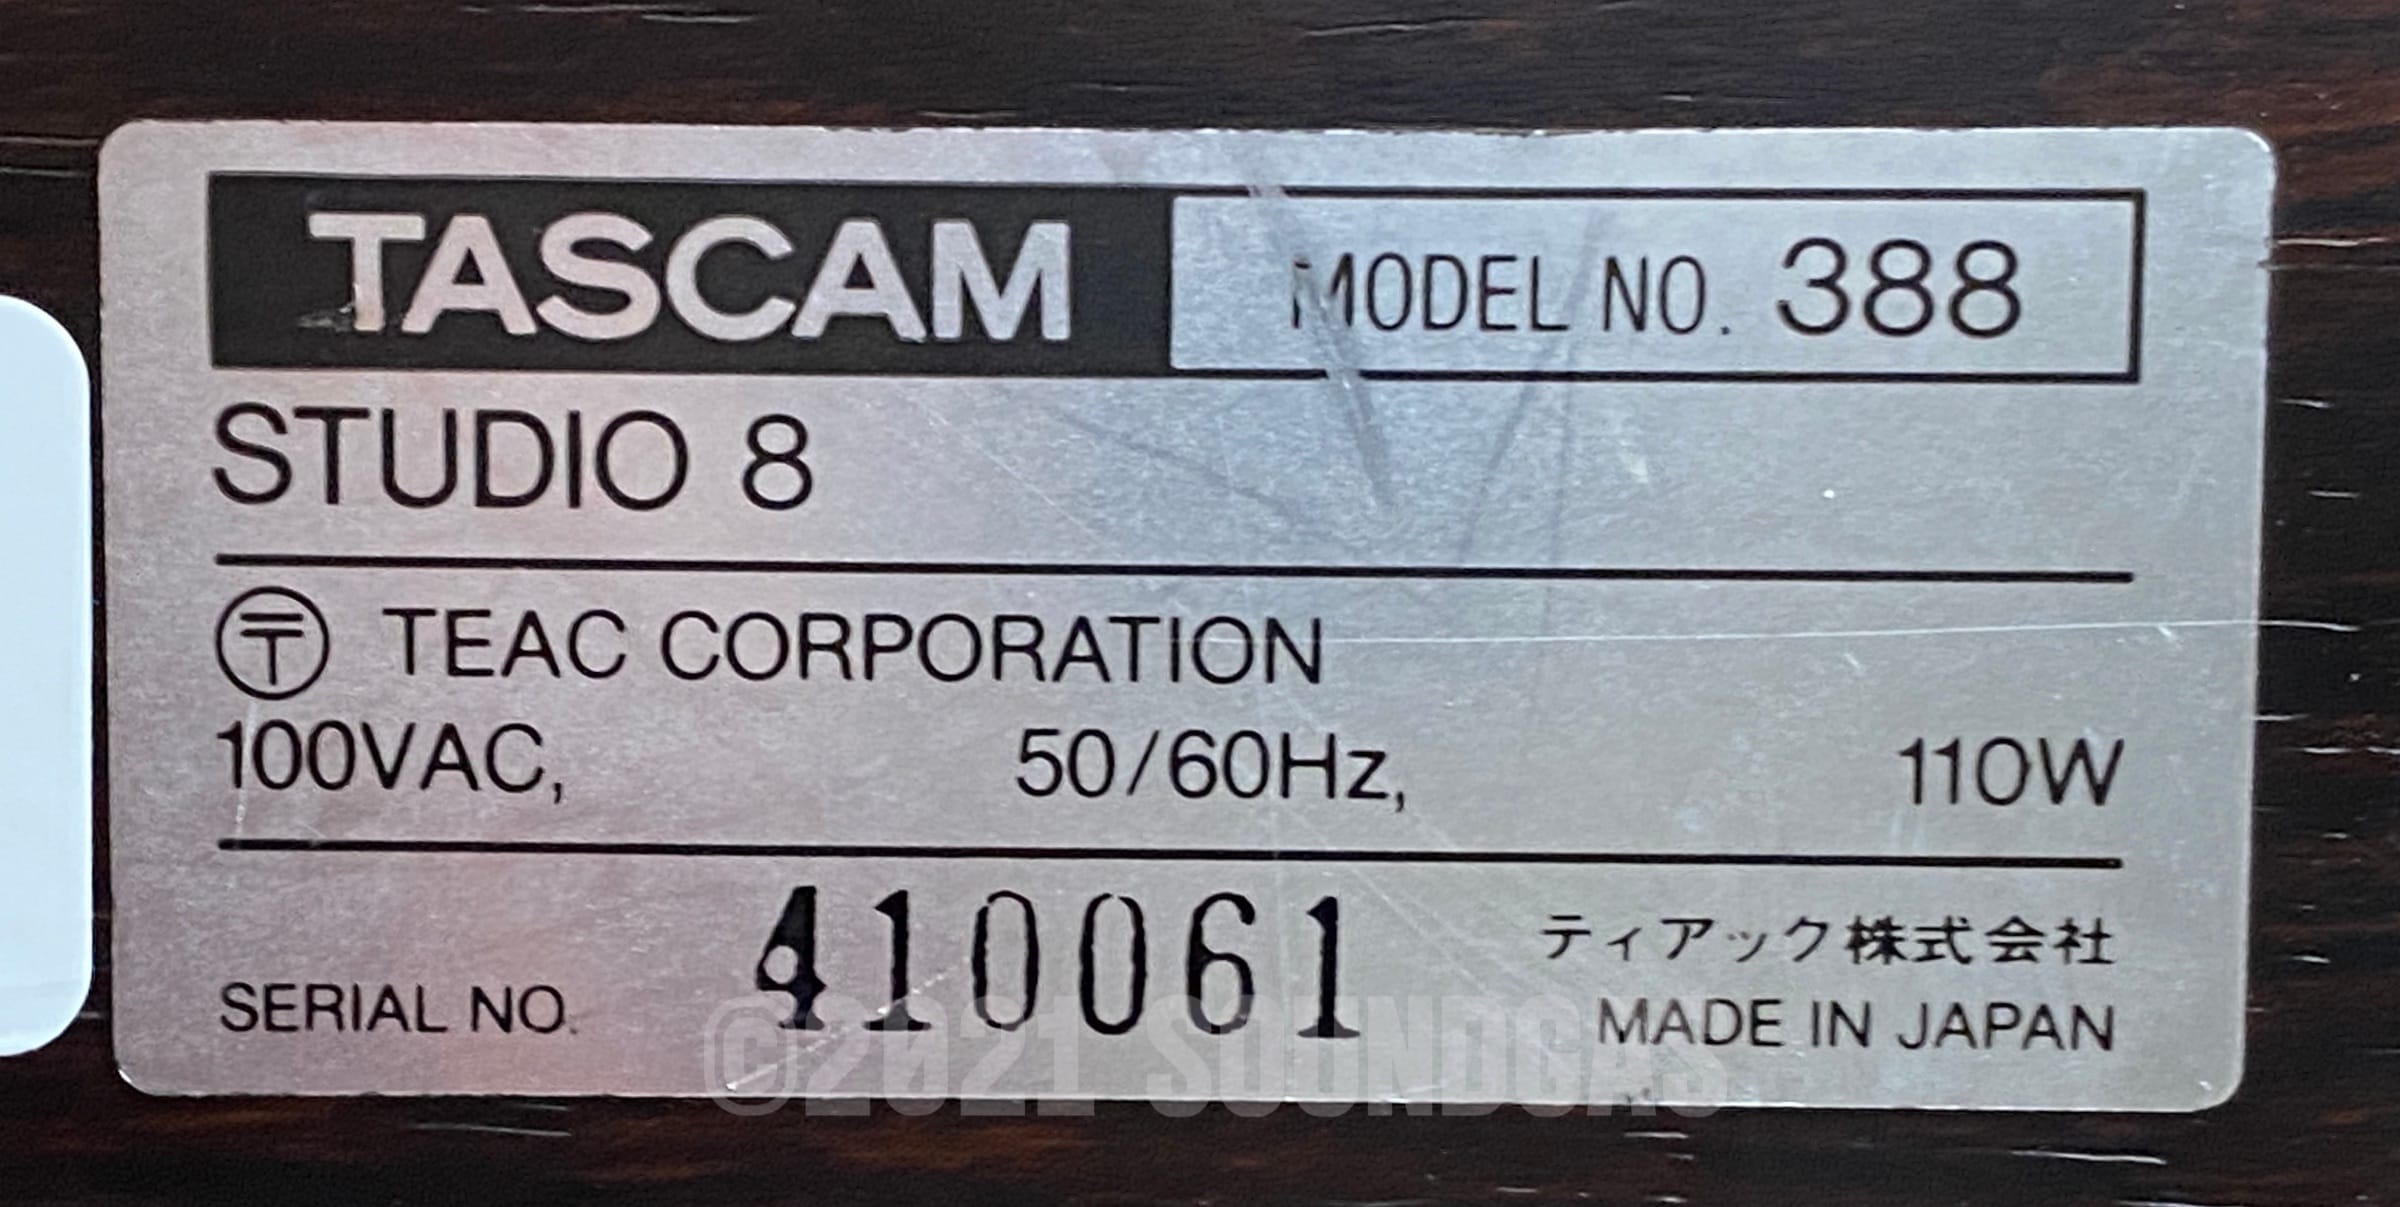 TASCAM MODEL NO. 388
STUDIO 8
〒 TEAC CORPORATION
100VAC, 50/60Hz, 110W
SERIAL NO. 410061
ティアック株式会社
MADE IN JAPAN
©2021 SOUNDGAS